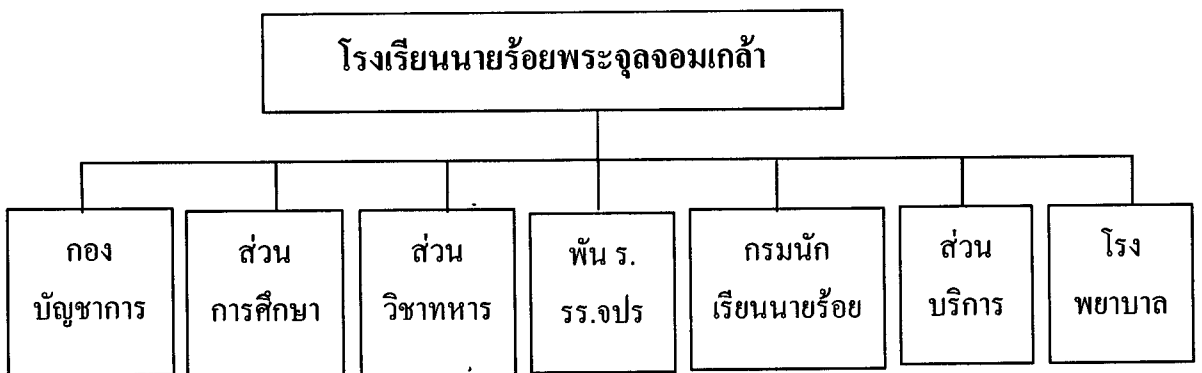 โรงเรียนนายร้อยพระจุลจอมเกล้า
กอง
บัญชาการ
ส่วน
การศึกษา
ส่วน
วิชาทหาร
พัน ร.
รร.จปร
กรมนัก
เรียนนายร้อย
ส่วน
บริการ
โรง
พยาบาล